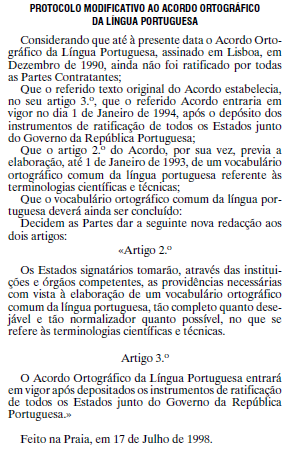 PROTOCOLO MODIFICATIVO AO ACORDO ORTOGRÁFICO
DA LÍNGUA PORTUGUESA
Considerando que até à presente data o Acordo Orto-
gráfico da Língua Portuguesa, assinado em Lisboa, em
Dezembro de 1990, ainda não foi ratificado por todas
as Partes Contratantes;
Que o referido texto original do Acordo estabelecia,
no seu artigo 3.º, que o referido Acordo entraria em
vigor no dia 1 de Janeiro de 1994, após o depósito dos
instrumentos de ratificação de todos os Estados junto
do Governo da República Portuguesa;
Que o artigo 2.º do Acordo, por sua vez, previa a
elaboração, até 1 de Janeiro de 1993, de um vocabulário
ortográfico comum da língua portuguesa referente às
terminologias científicas e técnicas;
Que o vocabulário ortográfico comum da língua por-
tuguesa deverá ainda ser concluído:
Decidem as Partes dar a seguinte nova redacção aos
dois artigos:
«Artigo 2.º
Os Estados signatários tomarão, através das institui-
ções e órgãos competentes, as providências necessárias
com vista à elaboração de um vocabulário ortográfico
comum da língua portuguesa, tão completo quanto dese-
jável e tão normalizador quanto possível, no que se
refere às terminologias científicas e técnicas.
Artigo 3.º
O Acordo Ortográfico da Língua Portuguesa entrará
em vigor após depositados os instrumentos de ratificação
de todos os Estados junto do Governo da República
Portuguesa.»
Feito na Praia, em 17 de Julho de 1998.